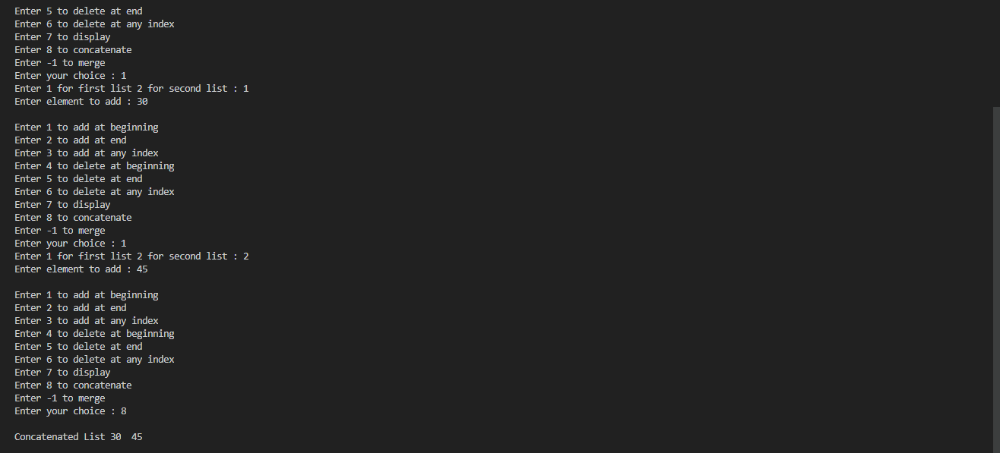 Enter 5 to delete at end
Enter 6 to delete at any index
Enter 7 to display
Enter 8 to concatenate
Enter -1 to merge
Enter your choice : 1
Enter 1 for first list 2 for second list : 1
Enter element to add : 30

Enter 1 to add at beginning
Enter 2 to add at end
Enter 3 to add at any index
Enter 4 to delete at beginning
Enter 5 to delete at end
Enter 6 to delete at any index
Enter 7 to display
Enter 8 to concatenate
Enter -1 to merge
Enter your choice : 1
Enter 1 for first list 2 for second list : 2
Enter element to add : 45

Enter 1 to add at beginning
Enter 2 to add at end
Enter 3 to add at any index
Enter 4 to delete at beginning
Enter 5 to delete at end
Enter 6 to delete at any index
Enter 7 to display
Enter 8 to concatenate
Enter -1 to merge
Enter your choice : 8

Concatenated List 30  45